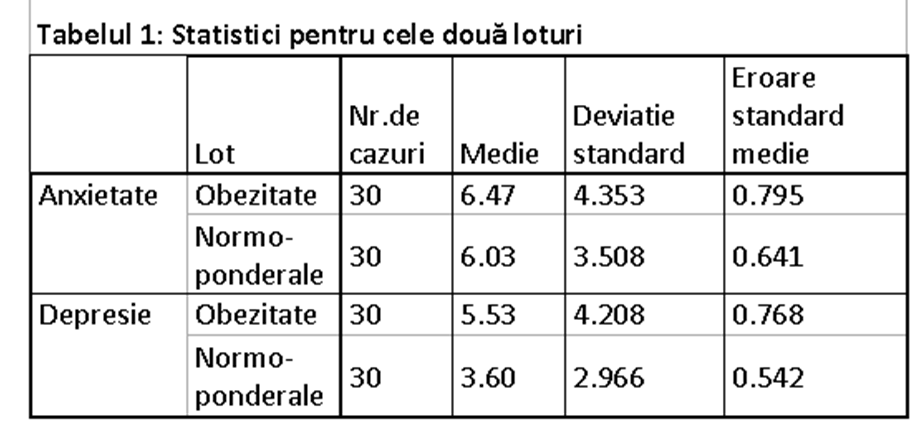 Tabelul 1: Statistici pentru cele două loturi
Lot Nr.de cazuri Medie Deviatie standard Eroare standard medie
Anxietate Obezitate 30 6.47 4.353 0.795
Normo-ponderale 30 6.03 3.508 0.641
Depresie Obezitate 30 5.53 4.208 0.768
Normo-ponderale 30 3.60 2.966 0.542